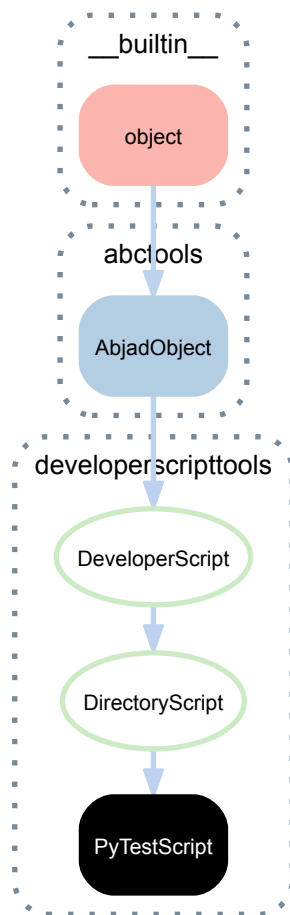 __builtin__
object
abctools
AbjadObject
developerscripttools
DeveloperScript
DirectoryScript
PyTestScript